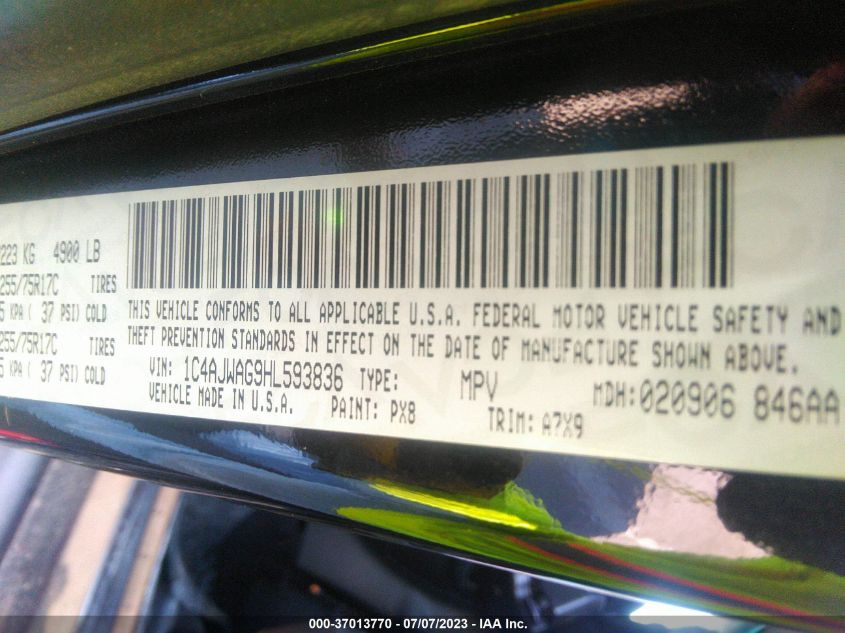 223 KG 4900 LB
255/75R17C TIRES
5 KPA ( 37 PSI) COLD
255/75R17C TIRES
5 KPA ( 37 PSI) COLD
THIS VEHICLE CONFORMS TO ALL APPLICABLE U.S.A. FEDERAL MOTOR VEHICLE SAFETY AND
THEFT PREVENTION STANDARDS IN EFFECT ON THE DATE OF MANUFACTURE SHOWN ABOVE.
VIN: 1C4AJWAG9HL593836 TYPE: MPV MDH:020906 846AA
VEHICLE MADE IN U.S.A. PAINT: PX8 TRIM: A7X9
000-37013770 - 07/07/2023 - IAA Inc.